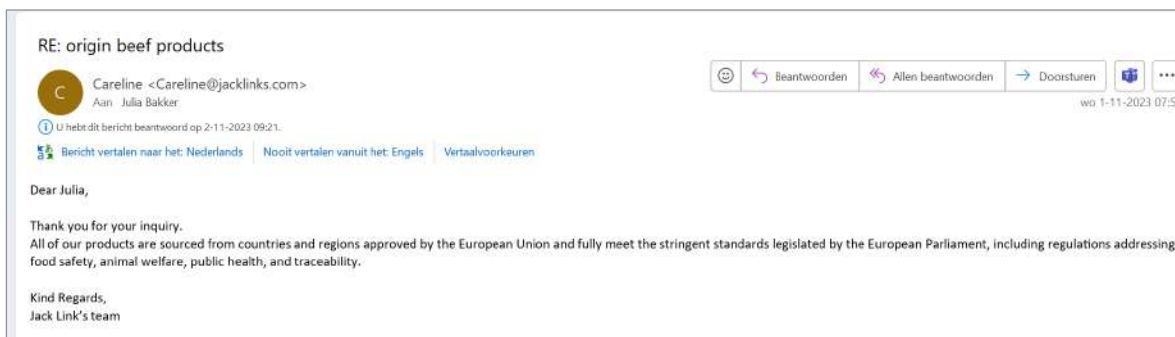 RE: origin beef products
C
Careline <Careline@jacklinks.com>
Aan Julia Bakker
Beantwoorden
Allen beantwoorden
Doorsturen
wo 1-11-2023 07:5
U hebt dit bericht beantwoord op 2-11-2023 09:21.
Bericht vertalen naar het: Nederlands Nooit vertalen vanuit het: Engels Vertaalvoorkeuren
Dear Julia,
Thank you for your inquiry.
All of our products are sourced from countries and regions approved by the European Union and fully meet the stringent standards legislated by the European Parliament, including regulations addressing
food safety, animal welfare, public health, and traceability.
Kind Regards,
Jack Link's team